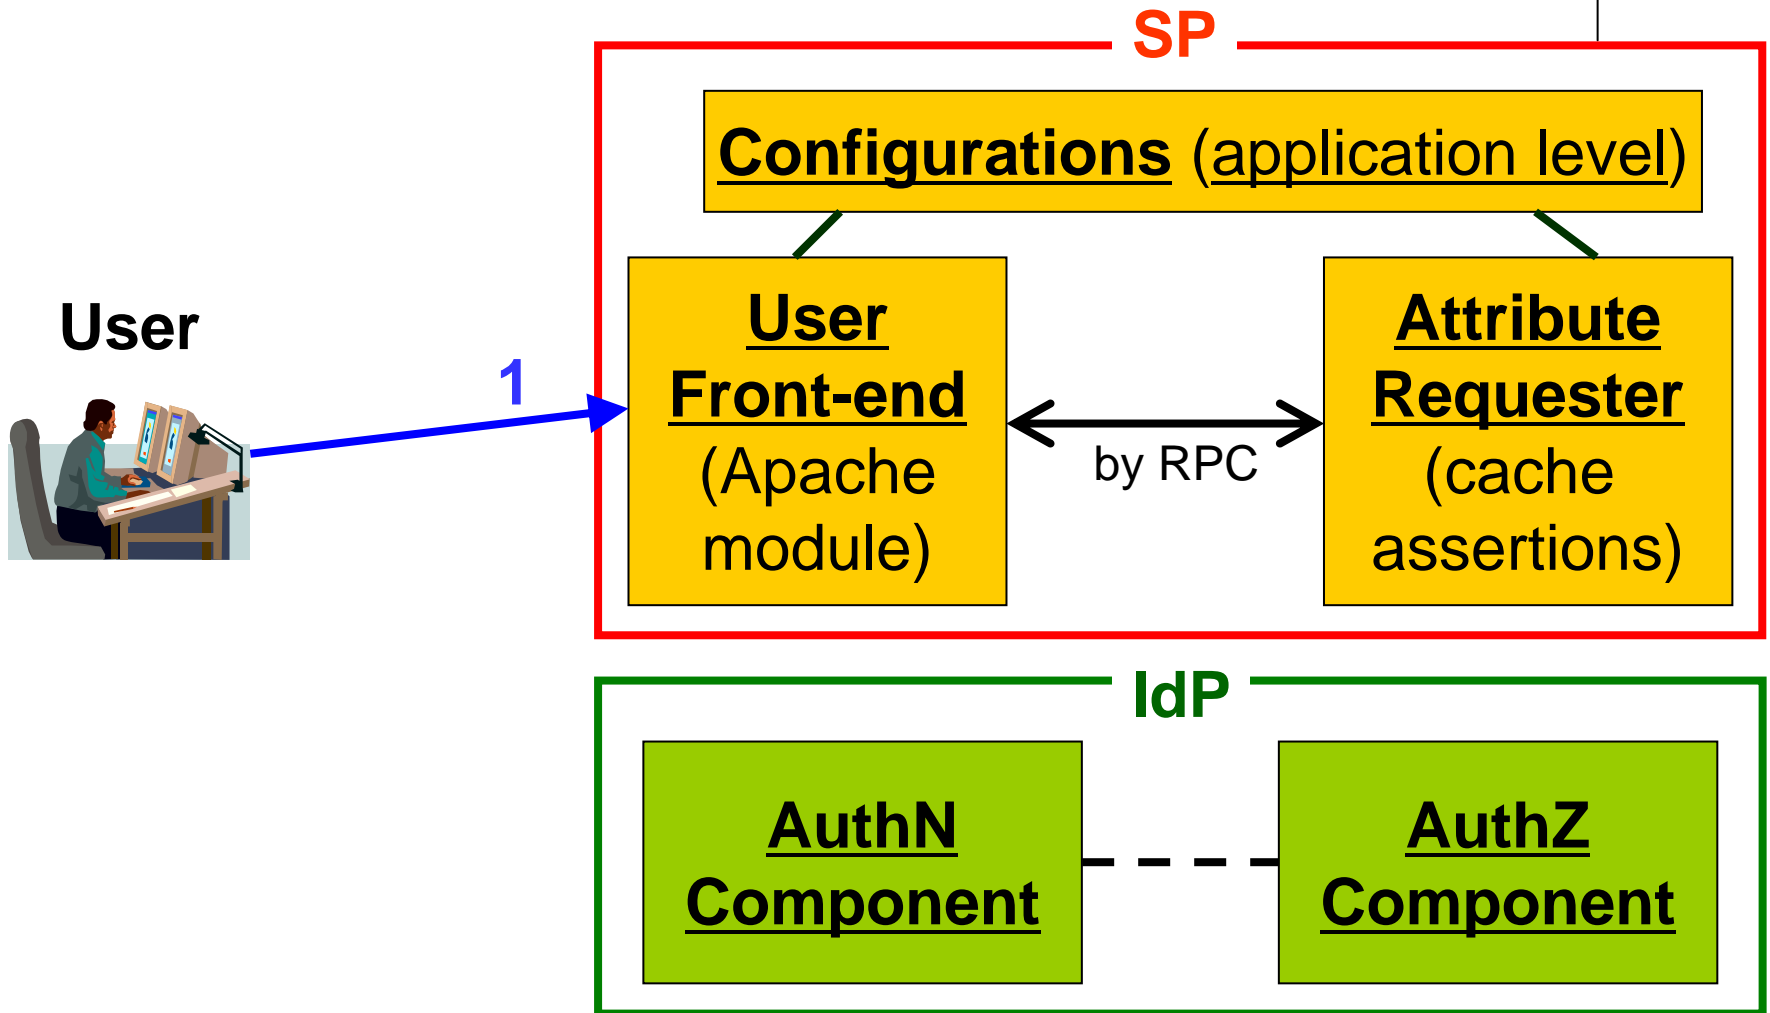 SP
Configurations (application level)
User
1
User
Front-end
(Apache
module)
by RPC
Attribute
Requester
(cache
assertions)
IdP
AuthN
Component
AuthZ
Component